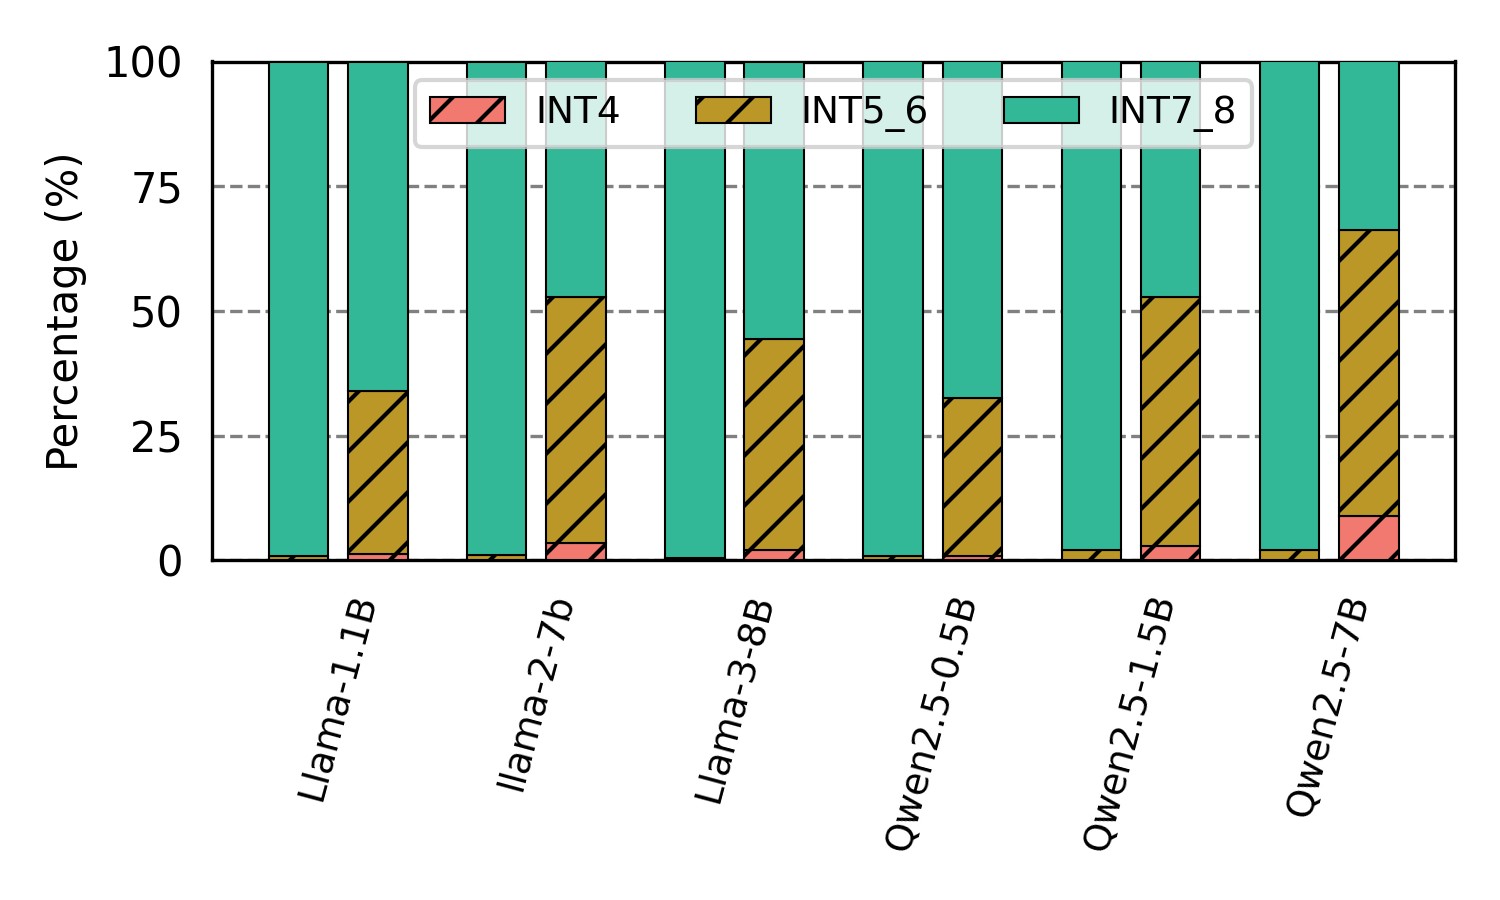 100
75
50
25
0
Percentage (%)
INT4 INT5_6 INT7_8
Llama-1.1B
llama-2-7b
Llama-3-8B
Qwen2.5-0.5B
Qwen2.5-1.5B
Qwen2.5-7B